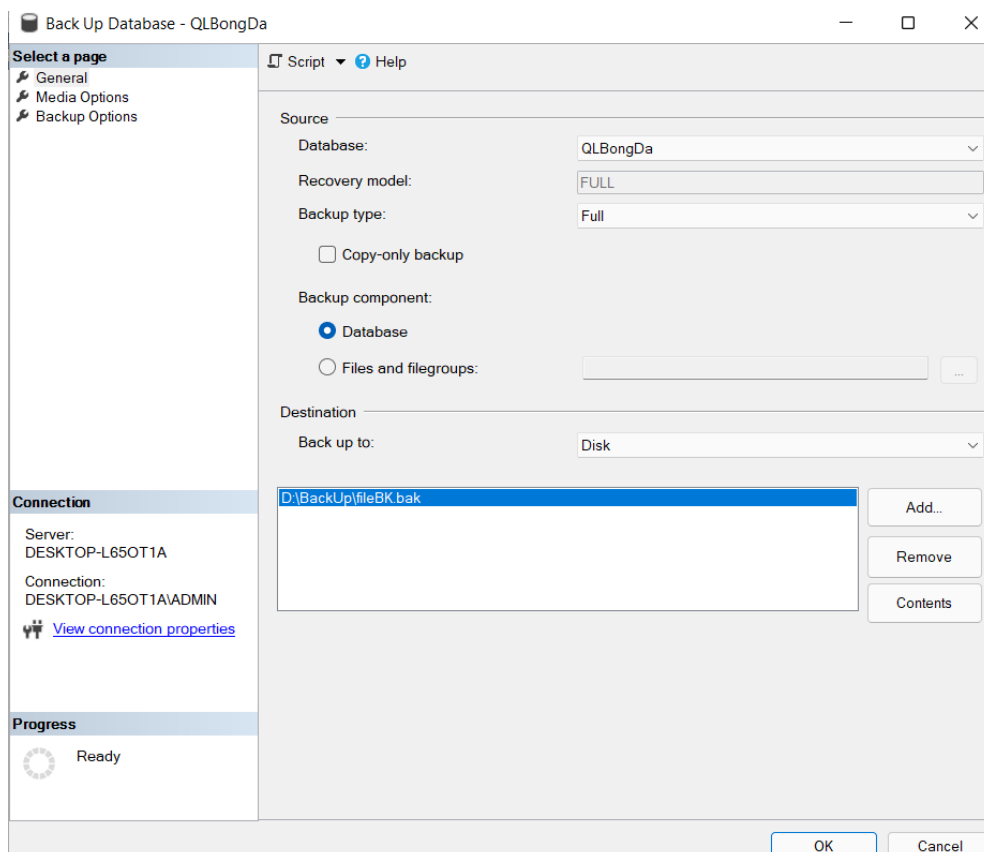 Back Up Database - QLBongDa
Select a page
General
Media Options
Backup Options
Script
Help
Source
Database:
QLBongDa
Recovery model:
FULL
Backup type:
Full
Copy-only backup
Backup component:
Database
Files and filegroups:
...
Destination
Back up to:
Disk
D:\BackUp\fileBK.bak
Add...
Remove
Contents
Connection
Server:
DESKTOP-L65OT1A
Connection:
DESKTOP-L65OT1A\ADMIN
View connection properties
Progress
Ready
OK
Cancel